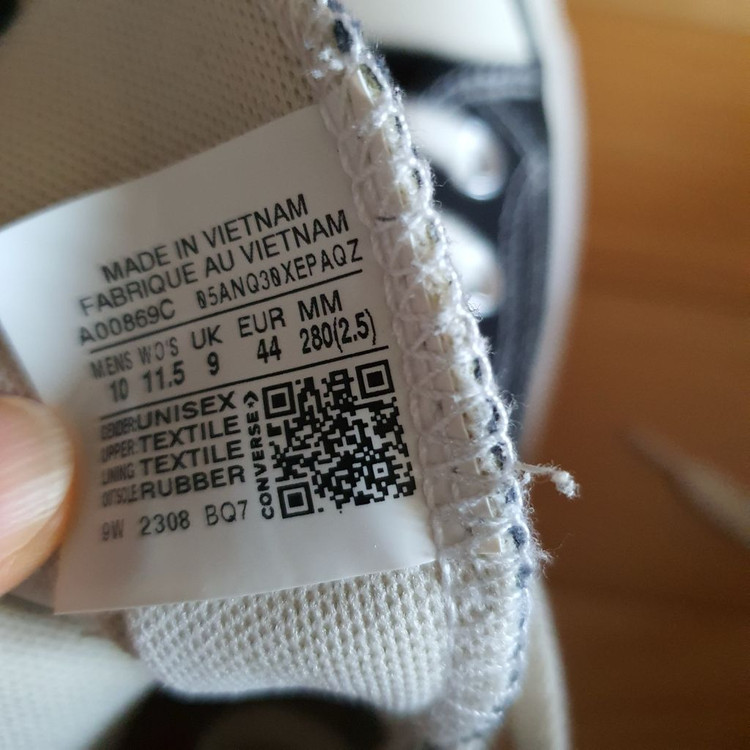 MADE IN VIETNAM
FABRIQUE AU VIETNAM
A00869C 05ANQ30XEPAQZ
MENS WO'S UK EUR MM
10 11.5 9 44 280(2.5)
GENDER:UNISEX
UPPER:TEXTILE
LINING TEXTILE
OUTSOLE:RUBBER
CONVERSE
9W 2308 BQ7